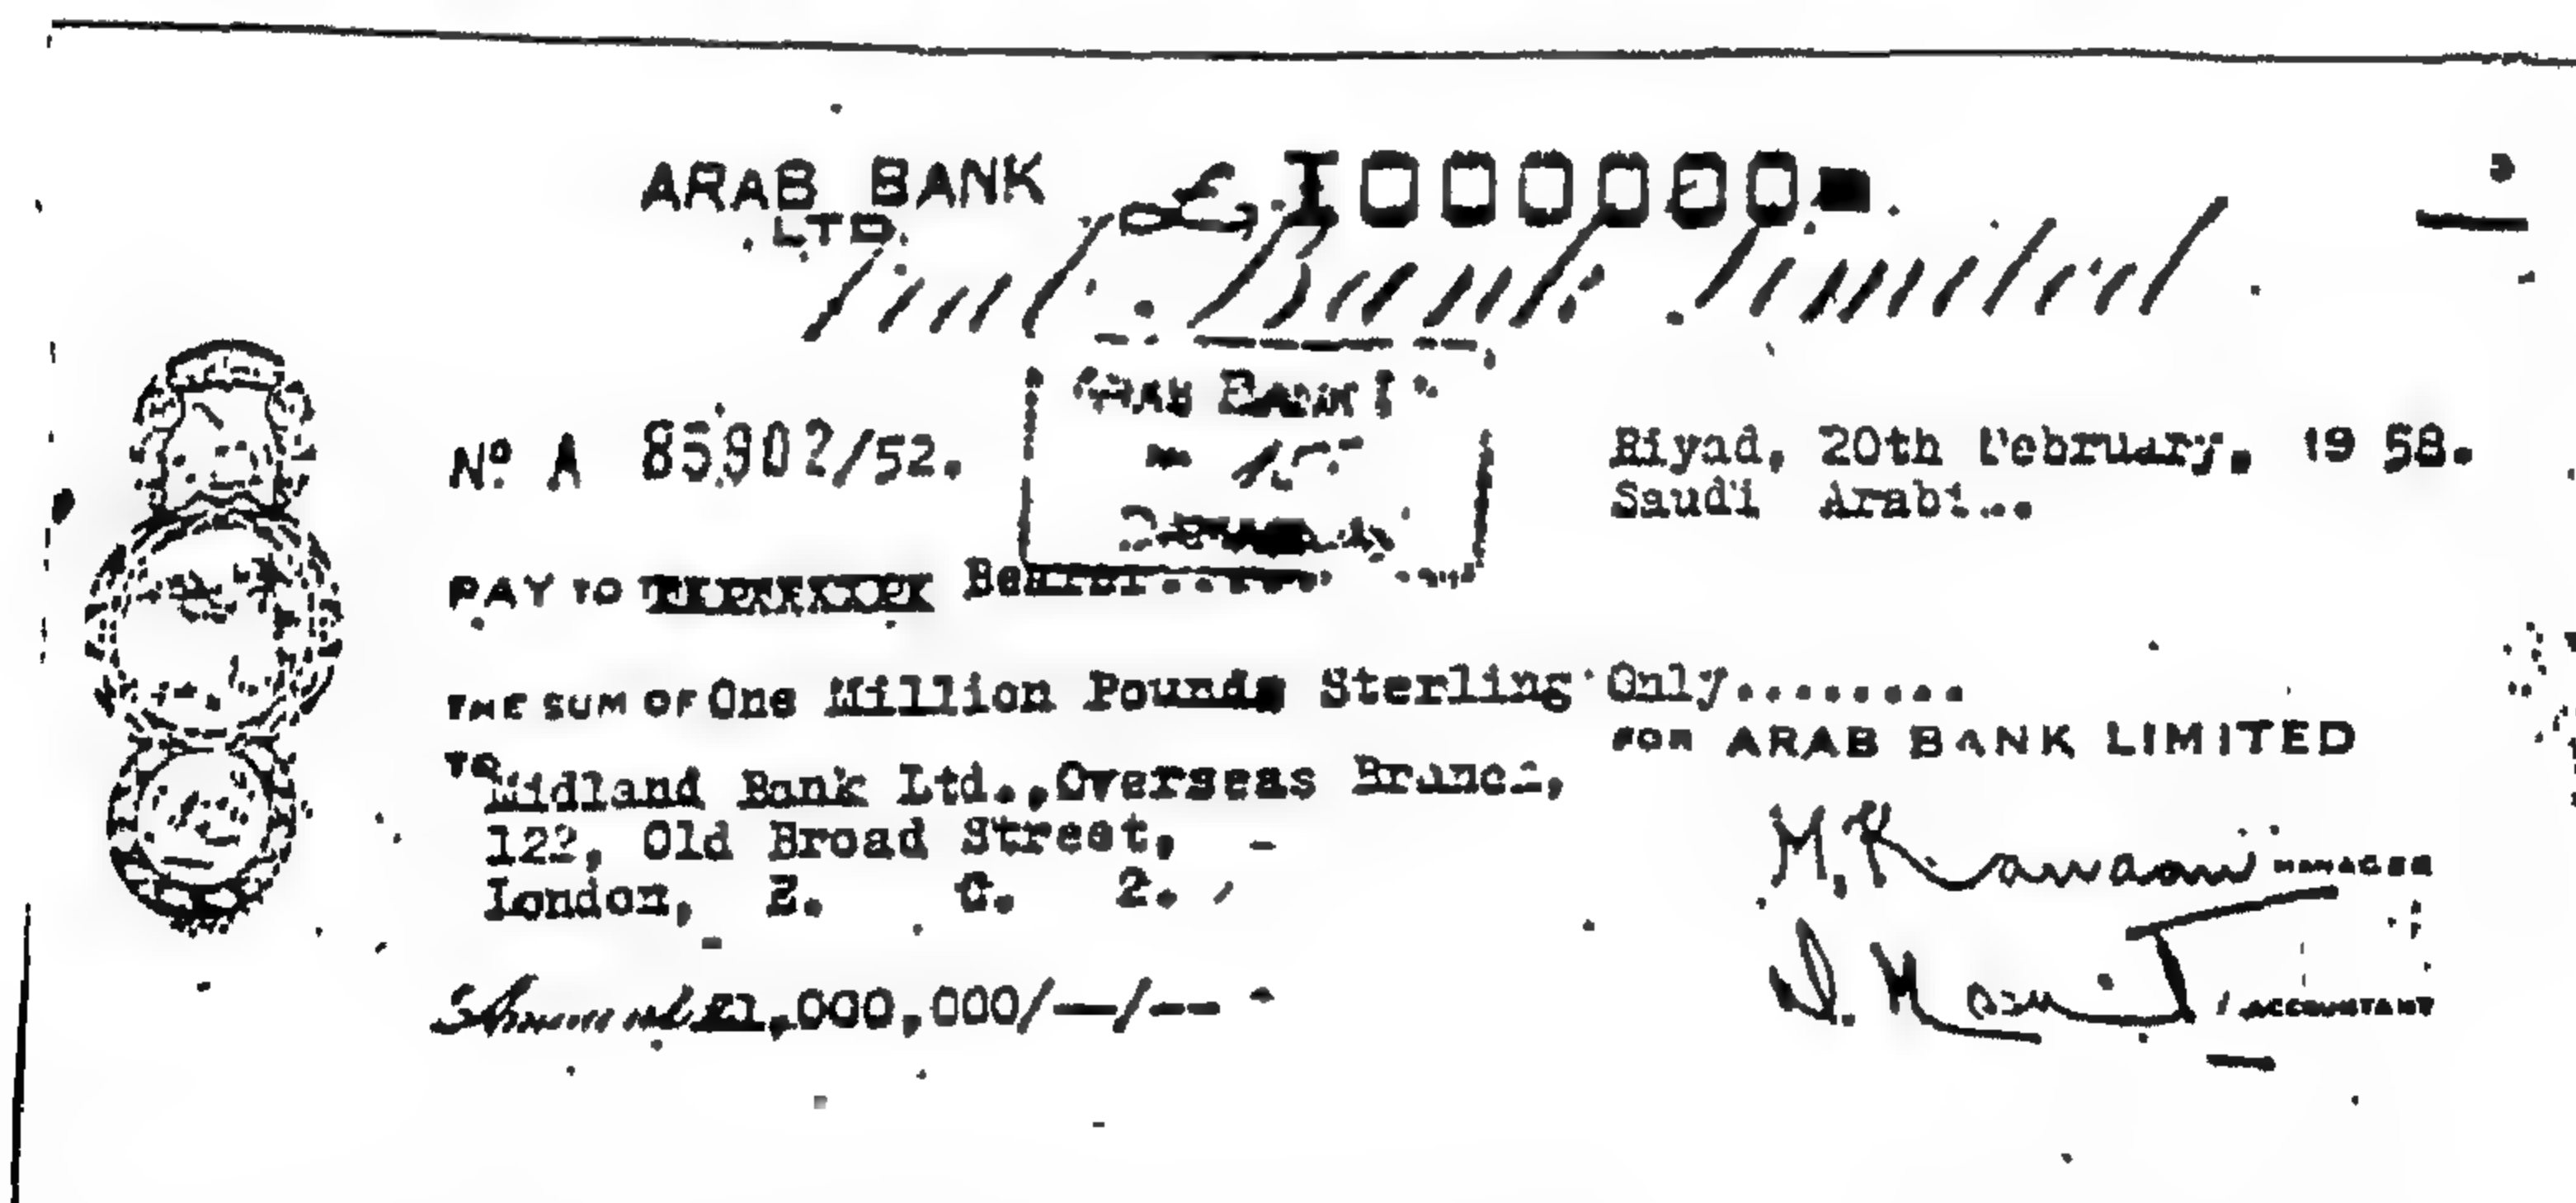 ARAB BANK £ 1000000
LTD.
Arab Bank Limited
ARAB BANK
No. A 85902/52.
Riyad, 20th February, 1958.
Saudi Arabia.
PAY TO Bearer......
THE SUM OF One Million Pounds Sterling Only.........
FOR ARAB BANK LIMITED
TO Midland Bank Ltd., Overseas Branch,
122, Old Broad Street,
London, E. C. 2.
MANAGER
£1,000,000/—/--
ACCOUNTANT